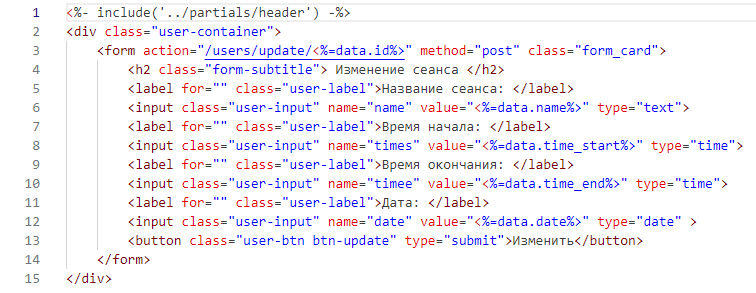 1 <%- include('../partials/header') -%>
2 <div class="user-container">
3 <form action="/users/update/<%=data.id%>" method="post" class="form_card">
4 <h2 class="form-subtitle"> Изменение сеанса </h2>
5 <label for="" class="user-label">Название сеанса: </label>
6 <input class="user-input" name="name" value="<%=data.name%>" type="text">
7 <label for="" class="user-label">Время начала: </label>
8 <input class="user-input" name="times" value="<%=data.time_start%>" type="time">
9 <label for="" class="user-label">Время окончания: </label>
10 <input class="user-input" name="timee" value="<%=data.time_end%>" type="time">
11 <label for="" class="user-label">Дата: </label>
12 <input class="user-input" name="date" value="<%=data.date%>" type="date" >
13 <button class="user-btn btn-update" type="submit">Изменить</button>
14 </form>
15 </div>